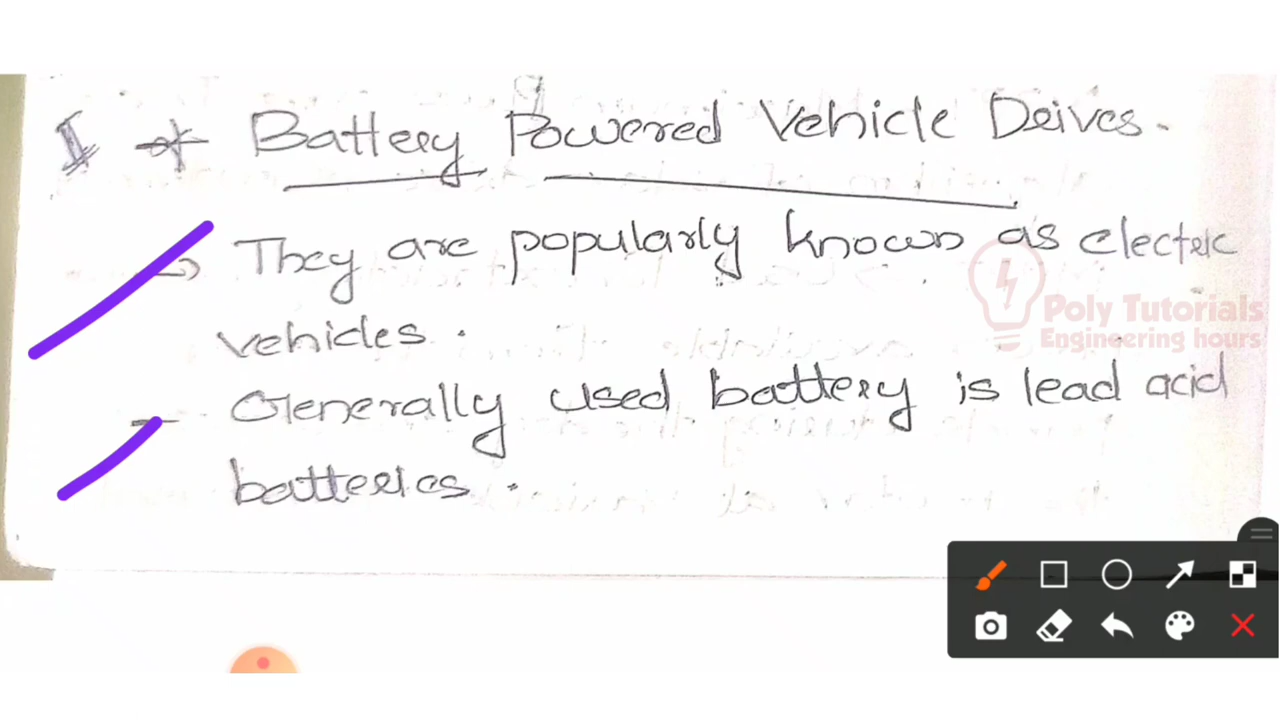 I * Battery Powered Vehicle Drives.
They are popularly known as electric
vehicles.
Poly Tutorials
Engineering hours
- Generally used battery is lead acid
batteries.